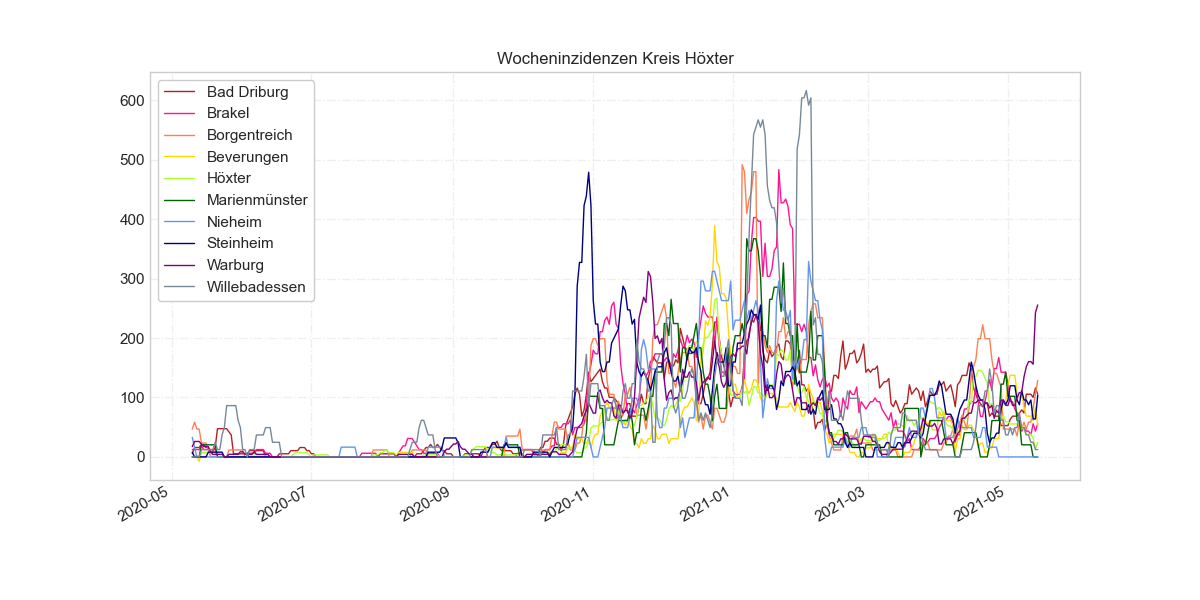 Wocheninzidenzen Kreis Höxter
Bad Driburg
Brakel
Borgentreich
Beverungen
Höxter
Marienmünster
Nieheim
Steinheim
Warburg
Willebadessen
600
500
400
300
200
100
0
2020-05
2020-07
2020-09
2020-11
2021-01
2021-03
2021-05